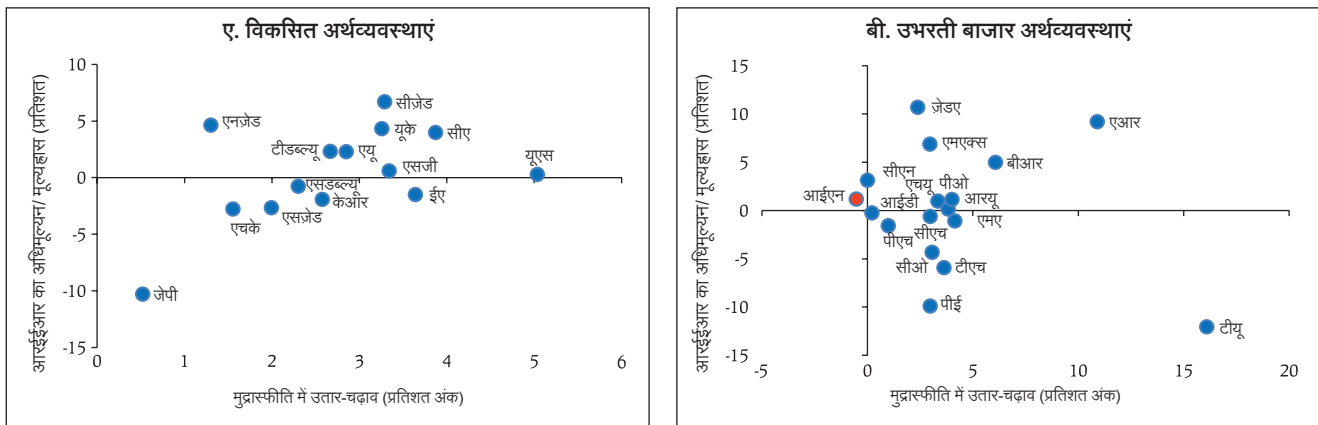 ए. विकसित अर्थव्यवस्थाएं
आरईईआर का अधिमूल्यन/ मूल्यह्रास (प्रतिशत)
10
5
0
-5
-10
-15
एनज़ेड
सीज़ेड
यूके
सीए
टीडब्ल्यू
एयू
एसजी
यूएस
एसडब्ल्यू
केआर
ईए
एचके
एसज़ेड
जेपी
0 1 2 3 4 5 6
मुद्रास्फीति में उतार-चढ़ाव (प्रतिशत अंक)
बी. उभरती बाजार अर्थव्यवस्थाएं
आरईईआर का अधिमूल्यन/ मूल्यह्रास (प्रतिशत)
15
10
5
0
-5
-10
-15
ज़ेडए
एआर
एमएक्स
बीआर
सीएन
एचयू
पीओ
आईएन
आईडी
आरयू
एमए
पीएच
सीएच
सीओ
टीएच
पीई
टीयू
-5 0 5 10 15 20
मुद्रास्फीति में उतार-चढ़ाव (प्रतिशत अंक)